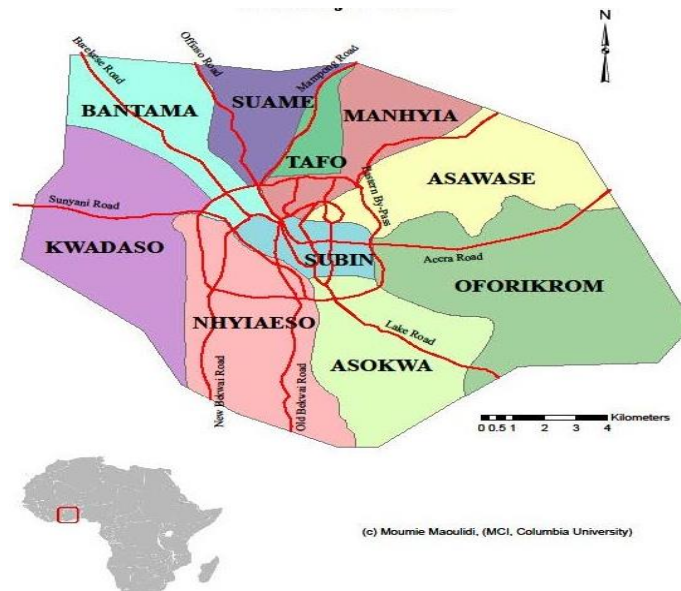 N
Buekese Road
Offinso Road
Mampong Road
SUAME
BANTAMA
MANHYIA
TAFO
ASAWASE
Eastern By-Pass
Sunyani Road
KWADASO
SUBIN
Accra Road
OFORIKROM
NHYIAESO
Lake Road
ASOKWA
New Bekwai Road
Old Bekwai Road
Kilometers
0 0.5 1 2 3 4
(c) Moumie Maoulidi, (MCI, Columbia University)